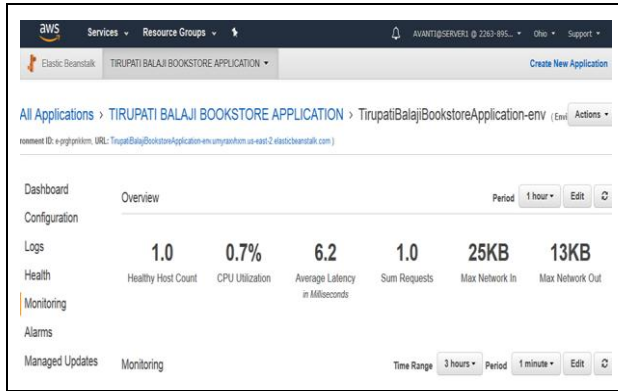 aws Services Resource Groups AVANTI@SERVER1 @ 2263-895... Ohio Support
Elastic Beanstalk TIRUPATI BALAJI BOOKSTORE APPLICATION Create New Application
All Applications > TIRUPATI BALAJI BOOKSTORE APPLICATION > TirupatiBalajiBookstoreApplication-env (Envi Actions
ronment ID: URL:
Dashboard
Overview Period 1 hour Edit
Configuration
Logs
1.0 0.7% 6.2 1.0 25KB 13KB
Health
Healthy Host Count CPU Utilization Average Latency Sum Requests Max Network In Max Network Out
in Milliseconds
Monitoring
Alarms
Managed Updates
Monitoring Time Range 3 hours Period 1 minute Edit